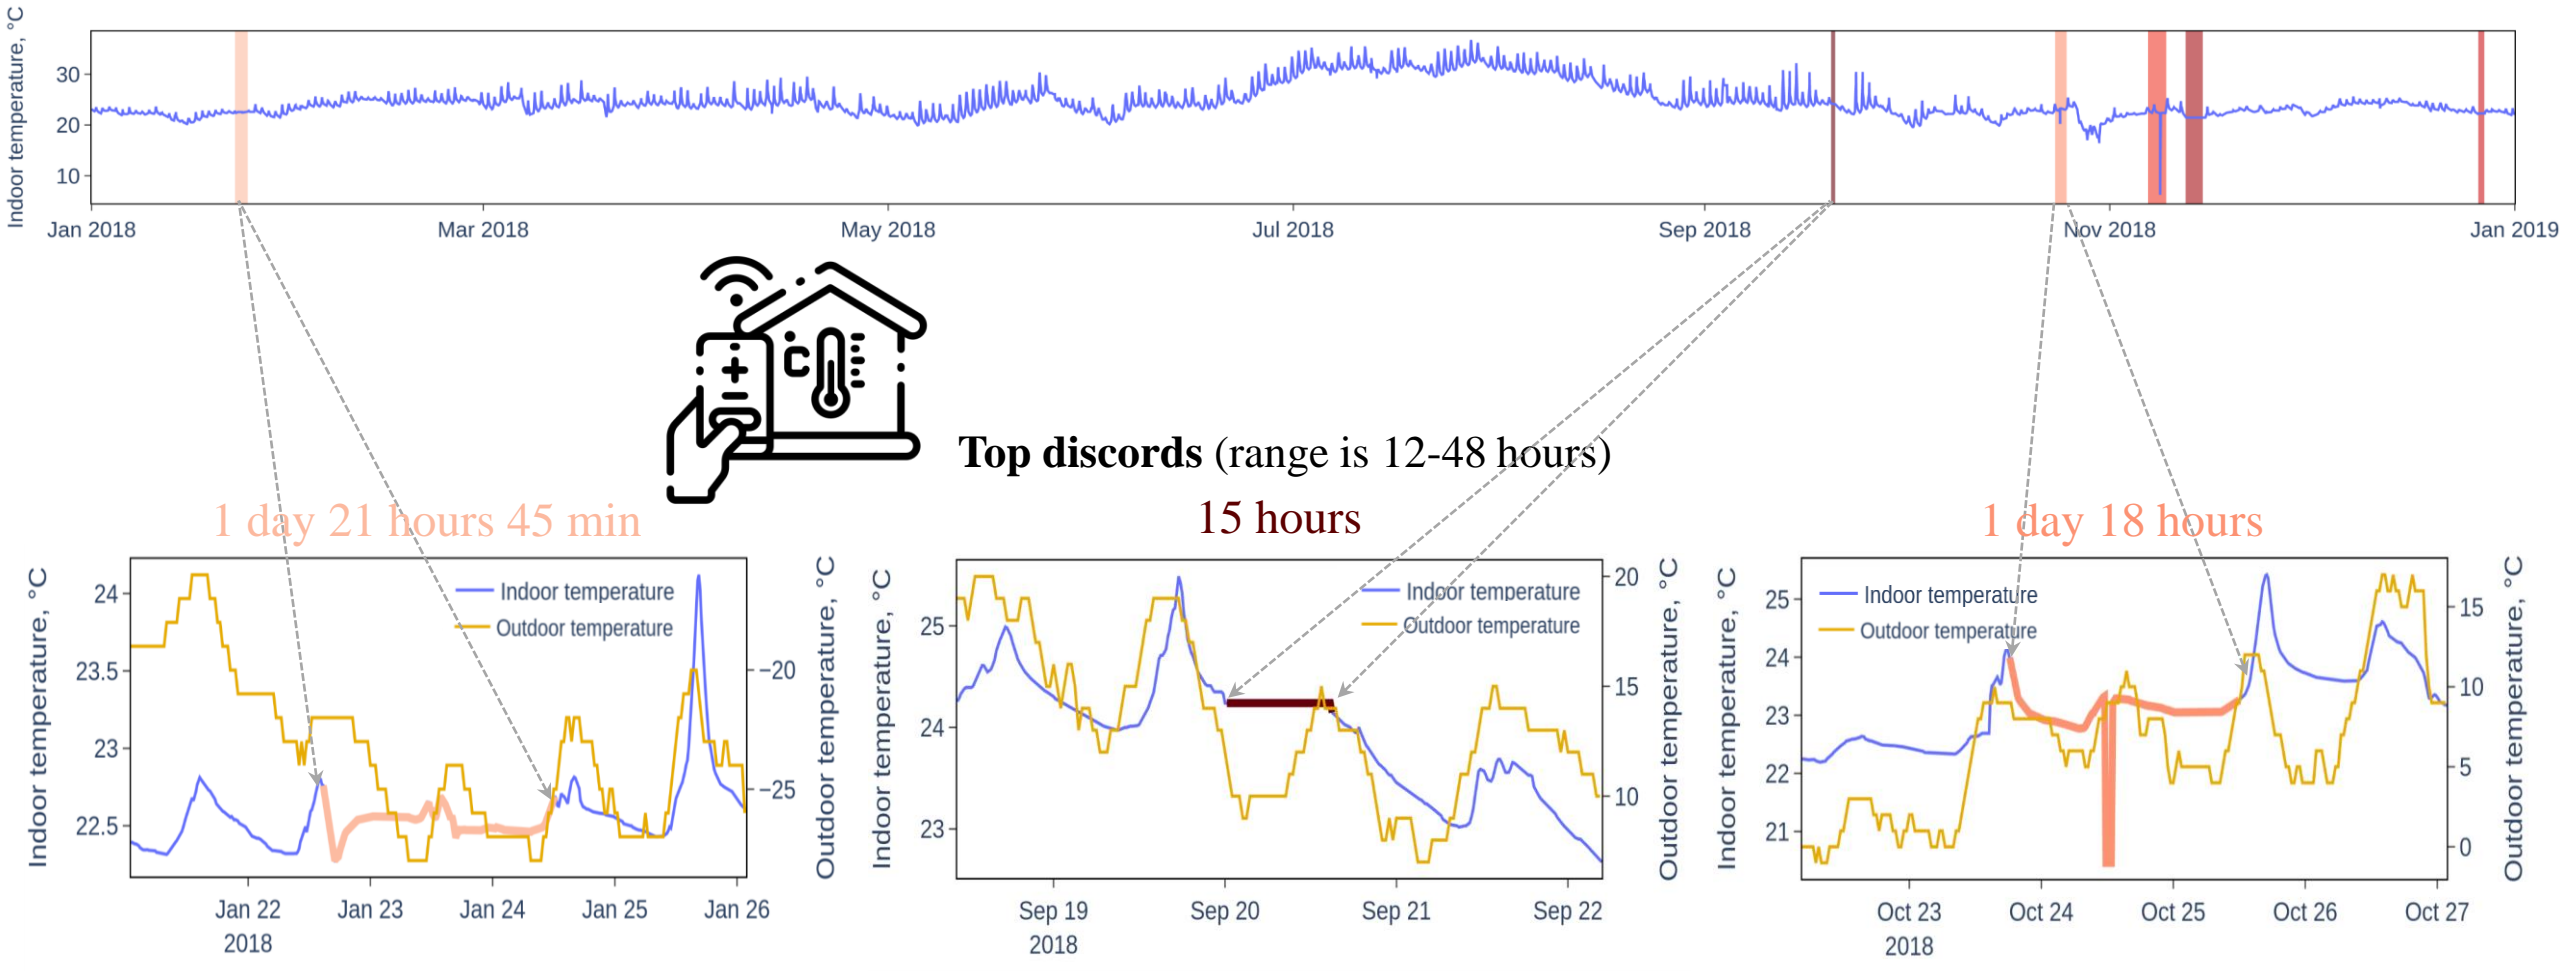 Indoor temperature, °C
30
20
10
Jan 2018 Mar 2018 May 2018 Jul 2018 Sep 2018 Nov 2018 Jan 2019
°C
Top discords (range is 12-48 hours)
1 day 21 hours 45 min
15 hours
1 day 18 hours
Indoor temperature, °C
24
23.5
23
22.5
Indoor temperature
Outdoor temperature
−20
−25
Outdoor temperature, °C
Jan 22 Jan 23 Jan 24 Jan 25 Jan 26
2018
Indoor temperature, °C
25
24
23
Indoor temperature
Outdoor temperature
20
15
10
Outdoor temperature, °C
Sep 19 Sep 20 Sep 21 Sep 22
2018
Indoor temperature, °C
25
24
23
22
21
Indoor temperature
Outdoor temperature
15
10
5
0
Outdoor temperature, °C
Oct 23 Oct 24 Oct 25 Oct 26 Oct 27
2018